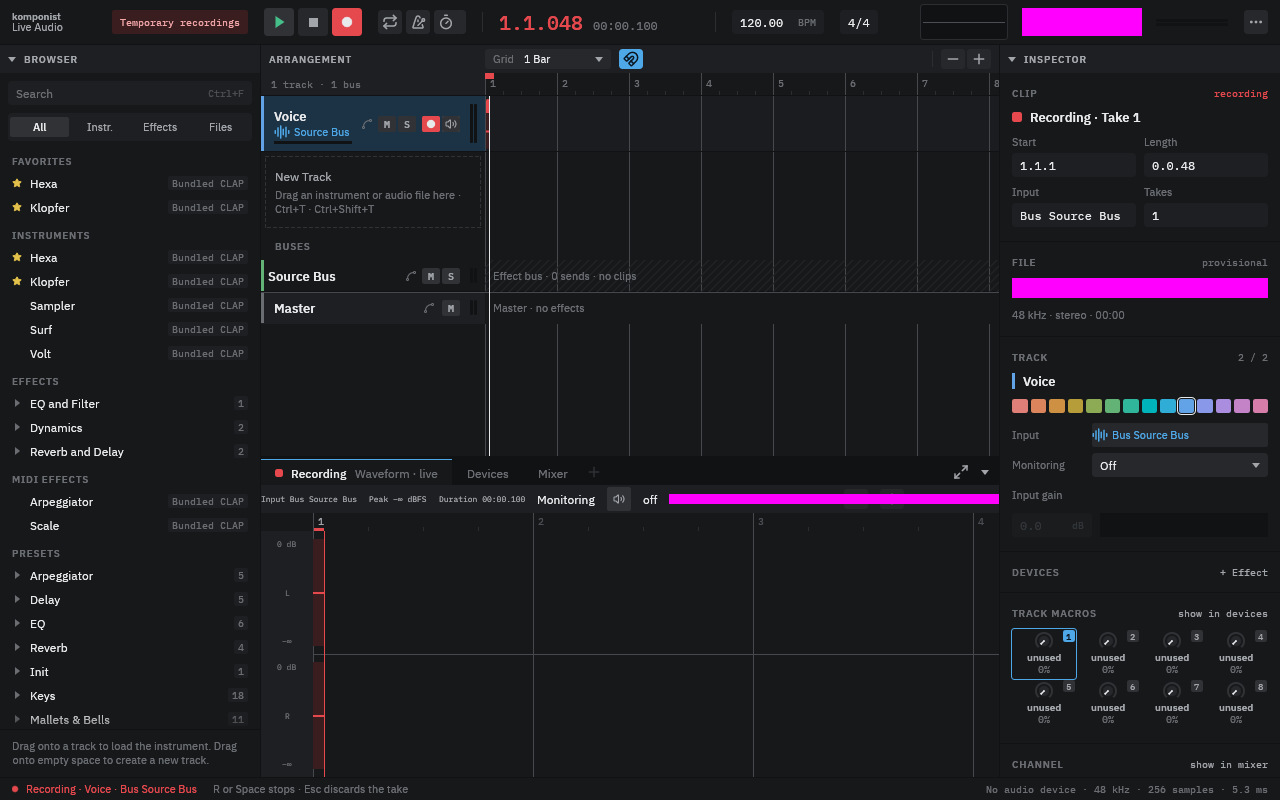 komponist
Live Audio
Temporary recordings
1.1.048 00:00.100
120.00 BPM
4/4
BROWSER
Search Ctrl+F
All Instr. Effects Files
FAVORITES
Hexa Bundled CLAP
Klopfer Bundled CLAP
INSTRUMENTS
Hexa Bundled CLAP
Klopfer Bundled CLAP
Sampler Bundled CLAP
Surf Bundled CLAP
Volt Bundled CLAP
EFFECTS
EQ and Filter 1
Dynamics 2
Reverb and Delay 2
MIDI EFFECTS
Arpeggiator Bundled CLAP
Scale Bundled CLAP
PRESETS
Arpeggiator 5
Delay 5
EQ 6
Reverb 4
Init 1
Keys 18
Mallets & Bells 11
Drag onto a track to load the instrument. Drag
onto empty space to create a new track.
ARRANGEMENT
Grid 1 Bar
1 track · 1 bus
1 2 3 4 5 6 7 8
Voice
Source Bus
M S
New Track
Drag an instrument or audio file here ·
Ctrl+T · Ctrl+Shift+T
BUSES
Source Bus M S
Effect bus · 0 sends · no clips
Master M
Master · no effects
Recording Waveform · live
Devices
Mixer
Input Bus Source Bus Peak -∞ dBFS Duration 00:00.100 Monitoring off
1 2 3 4
0 dB
L
-∞
0 dB
R
-∞
INSPECTOR
CLIP recording
Recording · Take 1
Start Length
1.1.1 0.0.48
Input Takes
Bus Source Bus 1
FILE provisional
48 kHz · stereo · 00:00
TRACK 2 / 2
Voice
Input Bus Source Bus
Monitoring Off
Input gain
0.0 dB
DEVICES + Effect
TRACK MACROS show in devices
1 2 3 4
unused unused unused unused
0% 0% 0% 0%
5 6 7 8
unused unused unused unused
0% 0% 0% 0%
CHANNEL show in mixer
Recording · Voice · Bus Source Bus R or Space stops · Esc discards the take
No audio device · 48 kHz · 256 samples · 5.3 ms